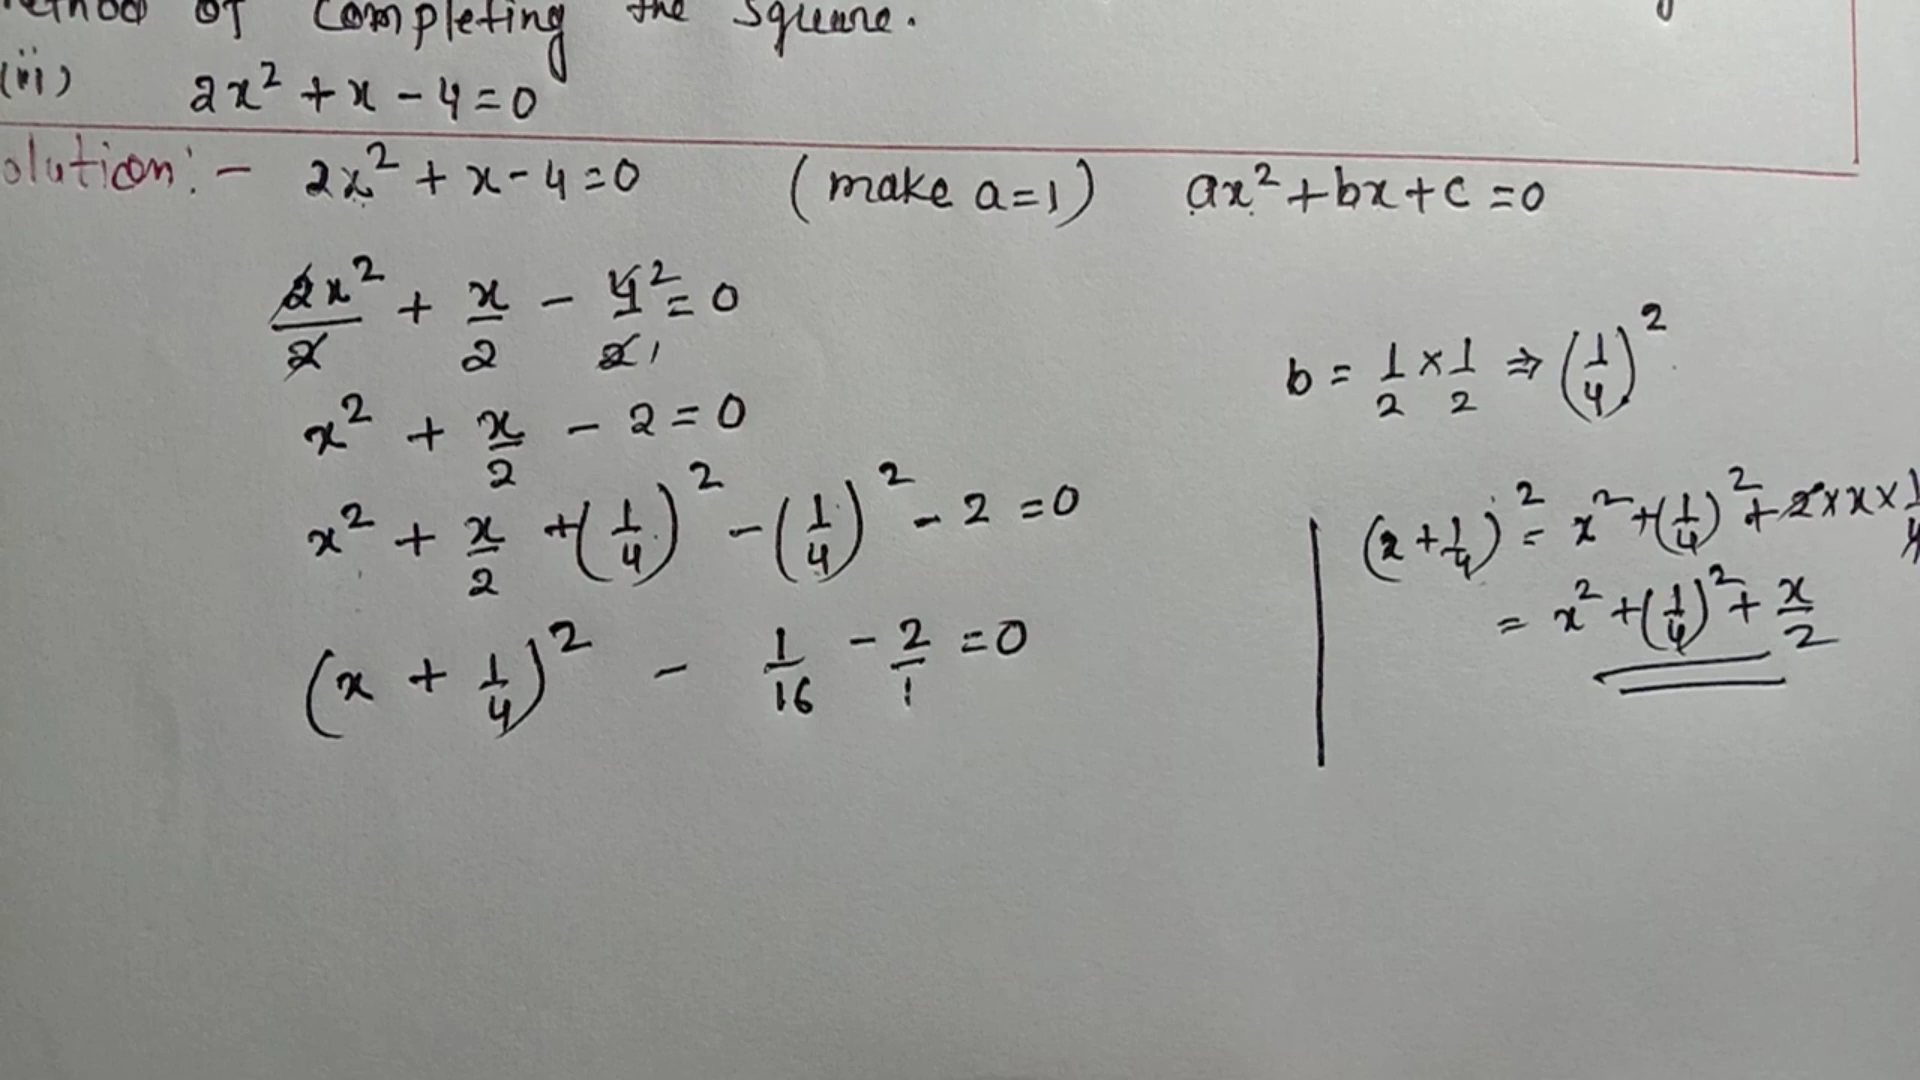 method of completing the square.
(iii) 2x² + x - 4 = 0
olution:- 2x² + x - 4 = 0 (make a=1) ax² + bx + c = 0
2x²/2 + x/2 - 4²/2 1 = 0
b = 1/2 × 1/2 ⇒ (1/4)²
x² + x/2 - 2 = 0
x² + x/2 + (1/4)² - (1/4)² - 2 = 0
(x + 1/4)² = x² + (1/4)² + 2 × x × 1/4
= x² + (1/4)² + x/2
(x + 1/4)² - 1/16 - 2/1 = 0